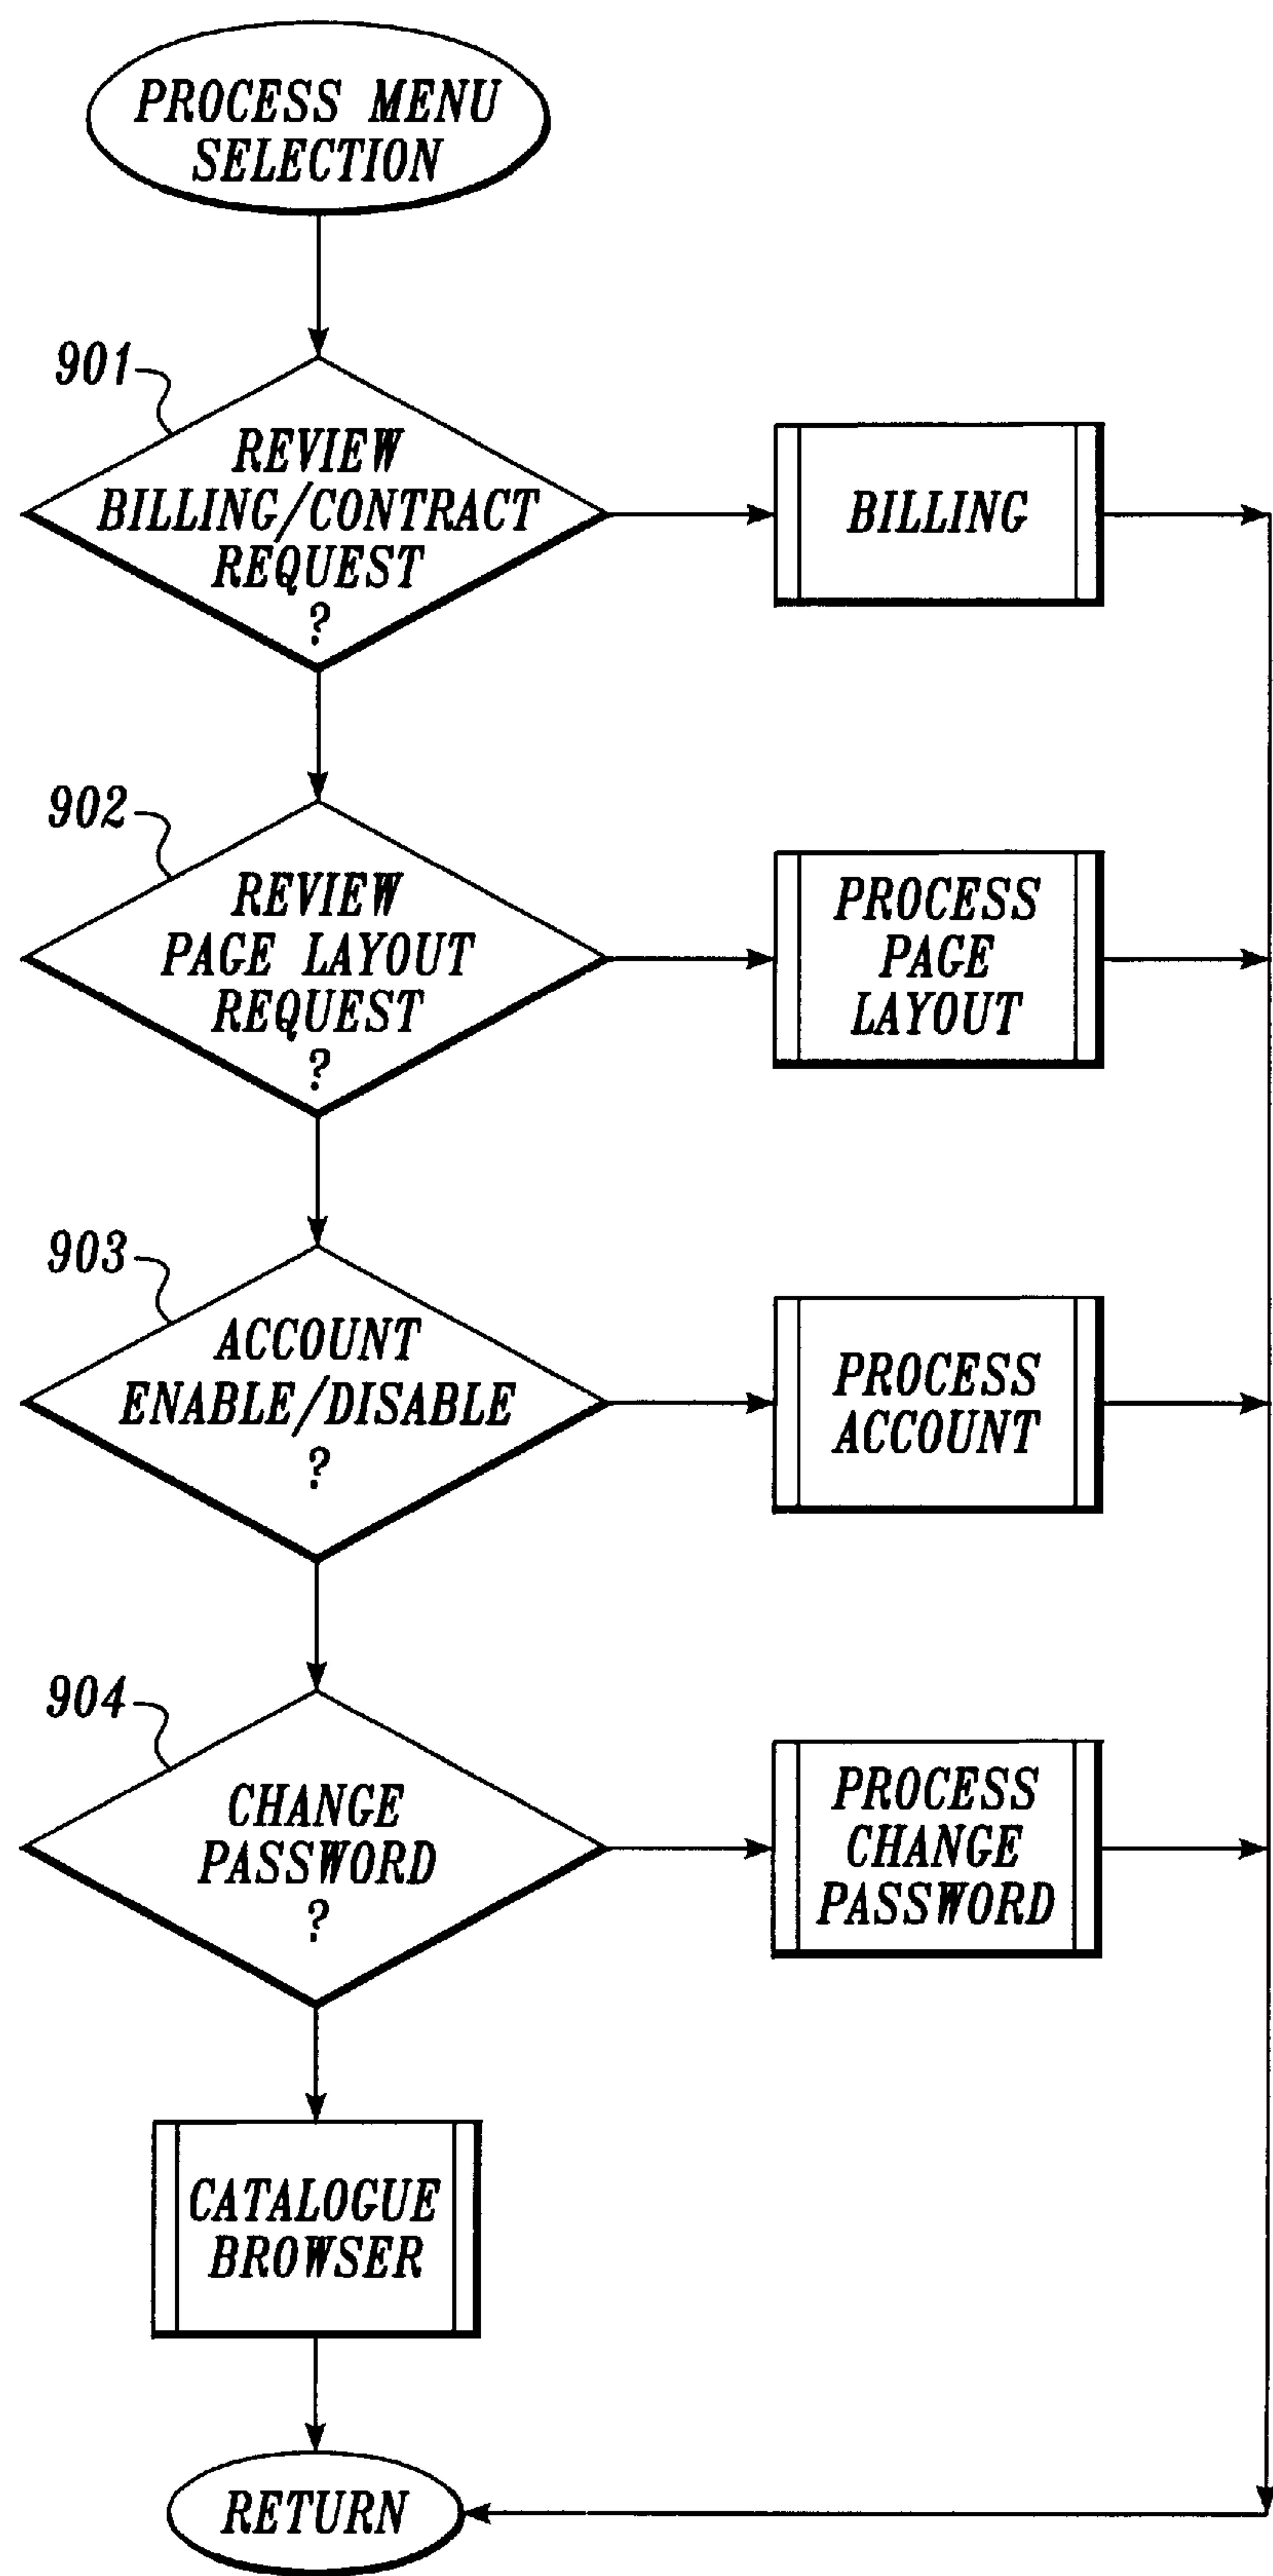 PROCESS MENU
SELECTION
901
REVIEW
BILLING/CONTRACT
REQUEST
?
BILLING
902
REVIEW
PAGE LAYOUT
REQUEST
?
PROCESS
PAGE
LAYOUT
903
ACCOUNT
ENABLE/DISABLE
?
PROCESS
ACCOUNT
904
CHANGE
PASSWORD
?
PROCESS
CHANGE
PASSWORD
CATALOGUE
BROWSER
RETURN